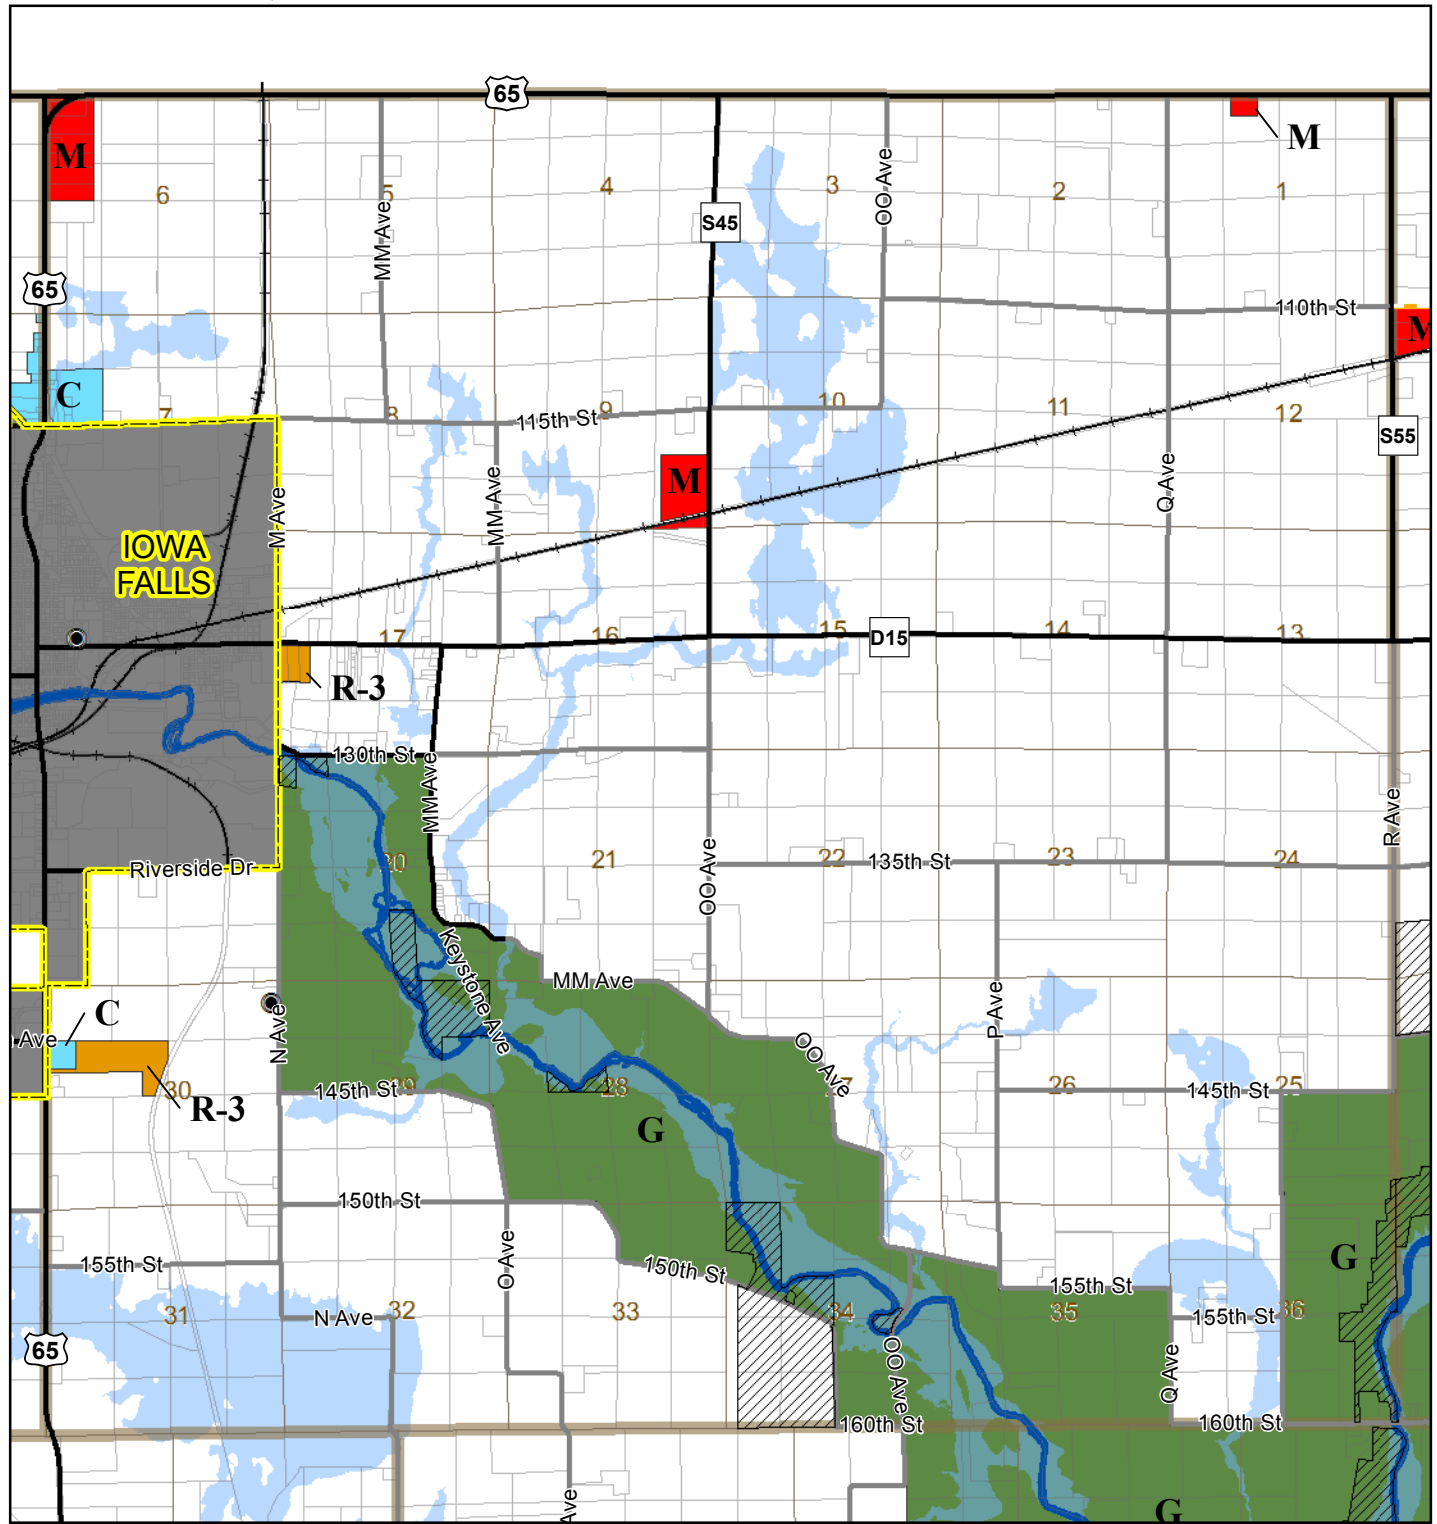 65
M
M
6
5
4
3
2
1
MM Ave
S45
OO Ave
65
110th St
M
C
7
8
9
10
11
12
115th St
S55
M
MM Ave
Q Ave
M Ave
IOWA
FALLS
17
16
15
D15
14
13
R-3
130th St
MM Ave
R Ave
Riverside Dr
20
21
OO Ave
22
135th St
23
24
Keystone Ave
MM Ave
P Ave
N Ave
C
Ave
OO Ave
30
R-3
145th St
29
28
27
26
145th St
25
G
150th St
O Ave
155th St
150th St
G
155th St
31
N Ave
32
33
34
35
155th St
36
65
OO Ave
Q Ave
160th St
160th St
Ave
G